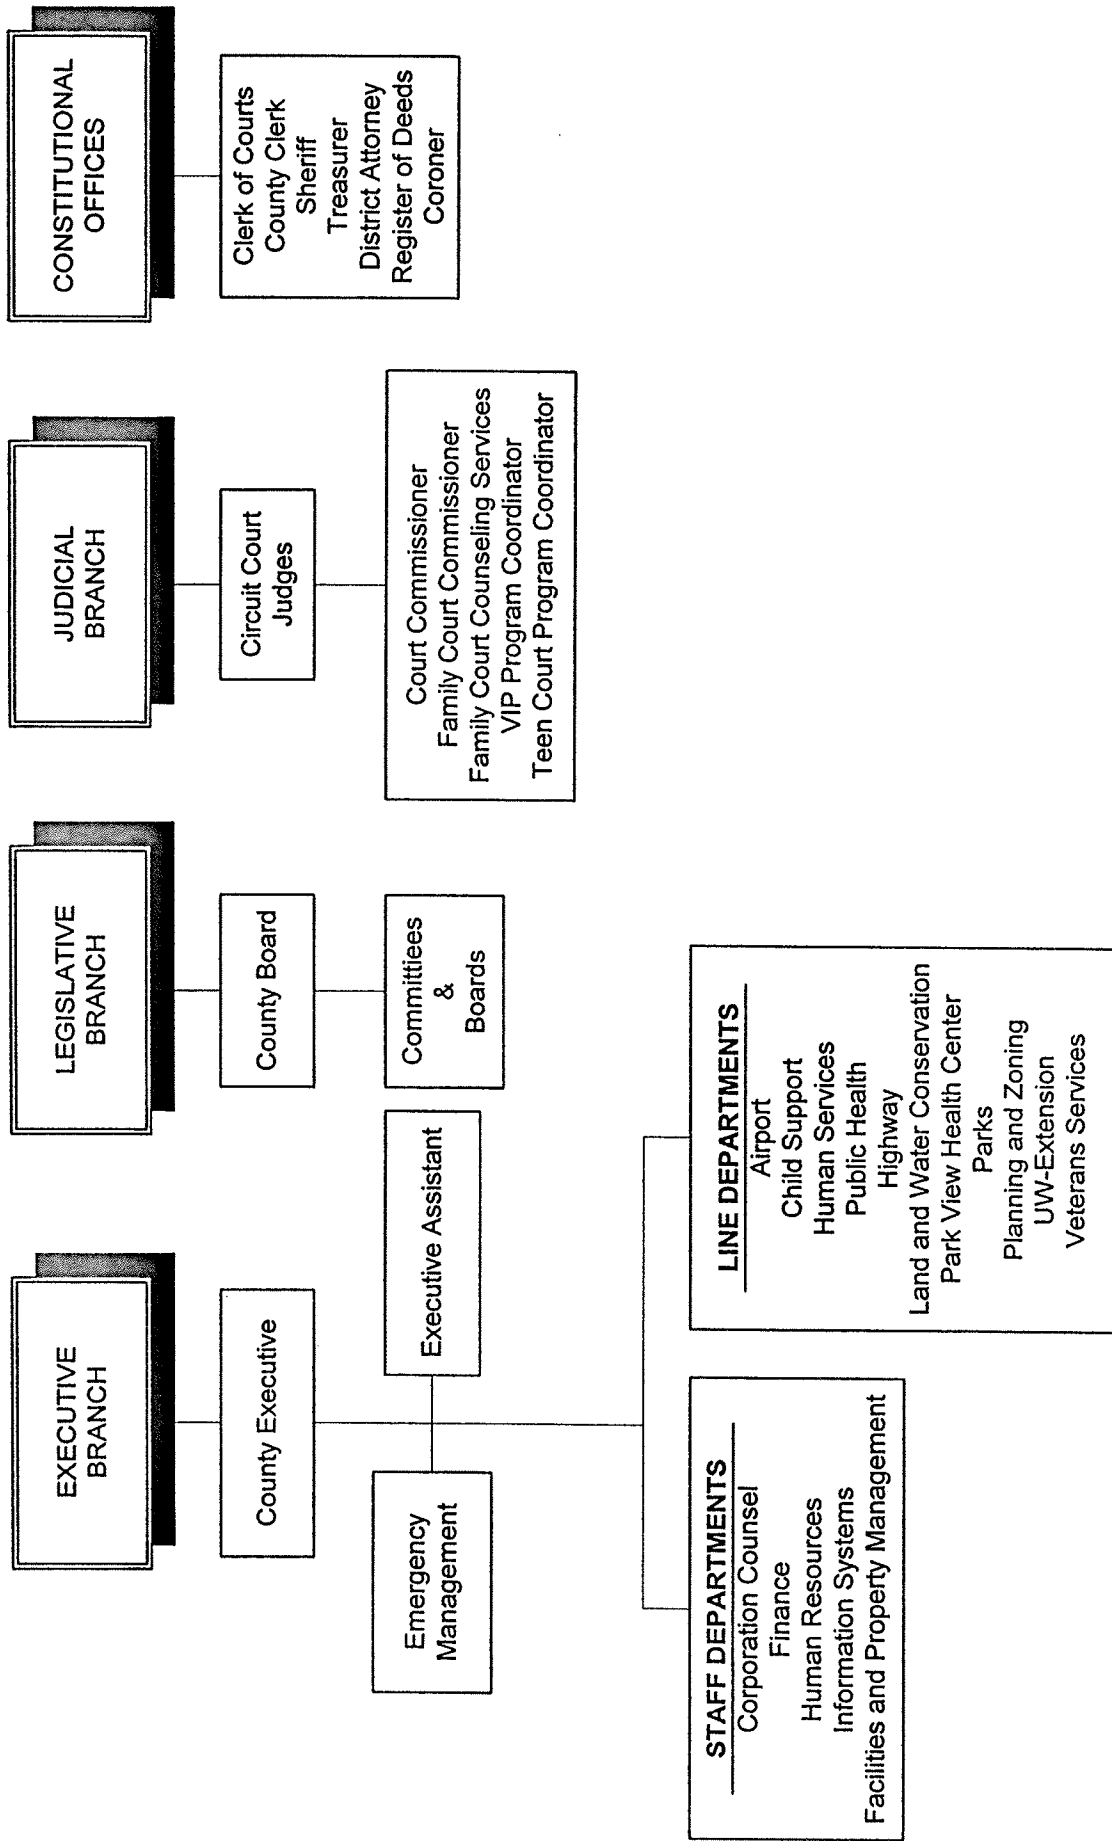 EXECUTIVE
BRANCH
County Executive
Emergency
Management
Executive Assistant
STAFF DEPARTMENTS
Corporation Counsel
Finance
Human Resources
Information Systems
Facilities and Property Management
LINE DEPARTMENTS
Airport
Child Support
Human Services
Public Health
Highway
Land and Water Conservation
Park View Health Center
Parks
Planning and Zoning
UW-Extension
Veterans Services
LEGISLATIVE
BRANCH
County Board
Committiees
&
Boards
JUDICIAL
BRANCH
Circuit Court
Judges
Court Commissioner
Family Court Commissioner
Family Court Counseling Services
VIP Program Coordinator
Teen Court Program Coordinator
CONSTITUTIONAL
OFFICES
Clerk of Courts
County Clerk
Sheriff
Treasurer
District Attorney
Register of Deeds
Coroner